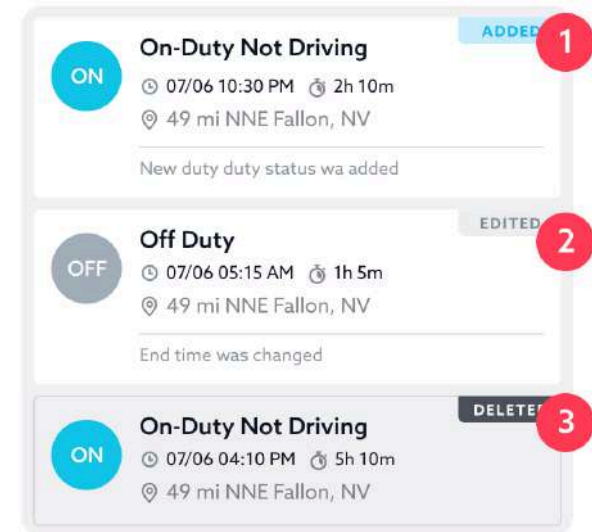 ADDED
1
On-Duty Not Driving
ON
07/06 10:30 PM 2h 10m
49 mi NNE Fallon, NV
New duty duty status wa added
EDITED
2
Off Duty
OFF
07/06 05:15 AM 1h 5m
49 mi NNE Fallon, NV
End time was changed
DELETE
3
On-Duty Not Driving
ON
07/06 04:10 PM 5h 10m
49 mi NNE Fallon, NV